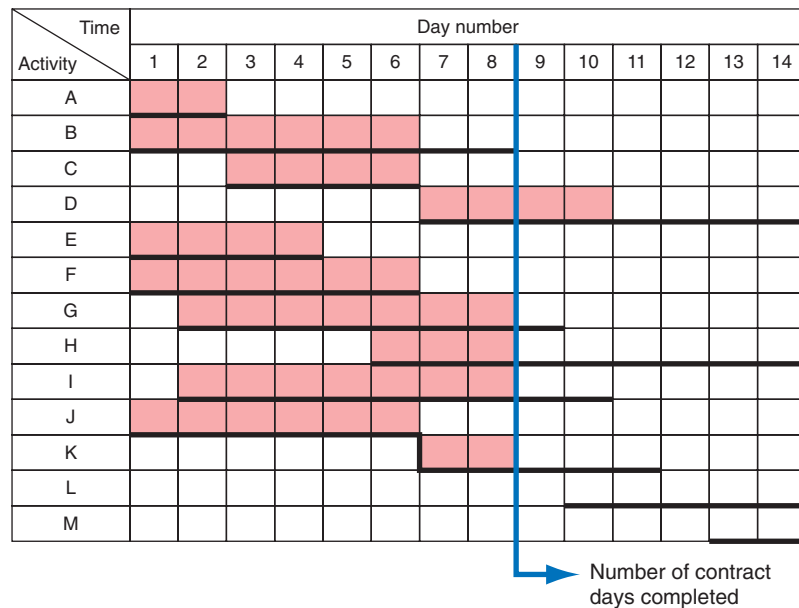 Time
Day number
Activity
1 2 3 4 5 6 7 8 9 10 11 12 13 14
A
B
C
D
E
F
G
H
I
J
K
L
M
Number of contract
days completed